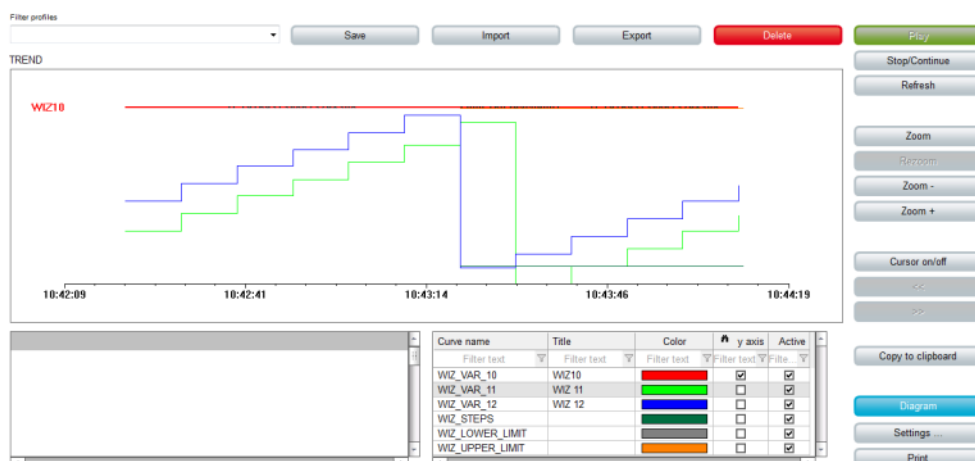 Filter profiles
Save Import Export Delete Play
TREND Stop/Continue
Refresh
WIZ10
Zoom
Rezoom
Zoom -
Zoom +
Cursor on/off
<<
10:42:09 10:42:41 10:43:14 10:43:46 10:44:19
>>
Curve name Title Color y axis Active
Filter text Filter text Filter text Filter text Filte...
Copy to clipboard
WIZ_VAR_10 WIZ10
WIZ_VAR_11 WIZ 11
WIZ_VAR_12 WIZ 12
Diagram
WIZ_STEPS
WIZ_LOWER_LIMIT
Settings ...
WIZ_UPPER_LIMIT
Print